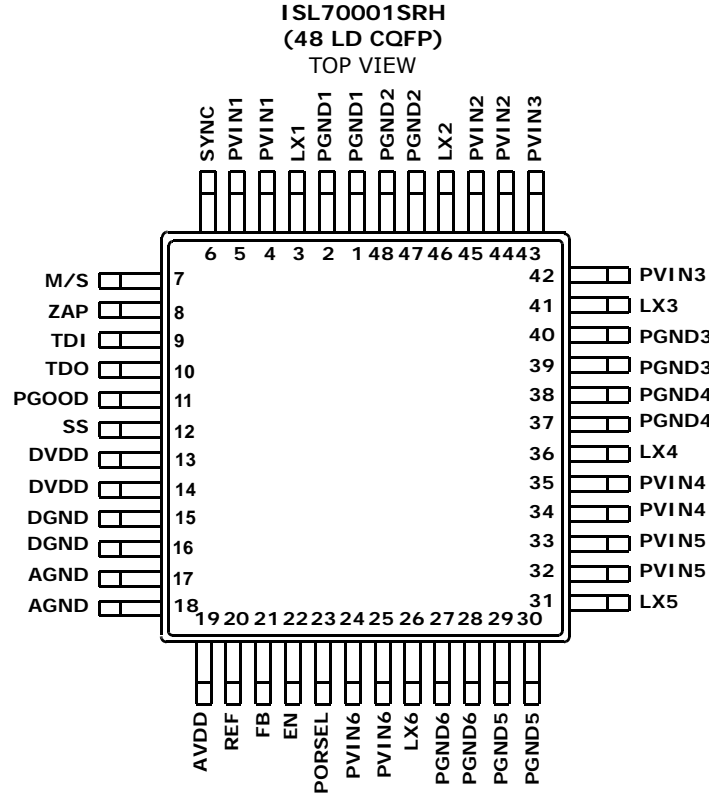 ISL70001SRH
(48 LD CQFP)
TOP VIEW
SYNC
PVIN1
PVIN1
LX1
PGND1
PGND1
PGND2
PGND2
LX2
PVIN2
PVIN2
PVIN3
6 5 4 3 2 1 48 47 46 45 44 43
M/S 7
ZAP 8
TDI 9
TDO 10
PGOOD 11
SS 12
DVDD 13
DVDD 14
DGND 15
DGND 16
AGND 17
AGND 18
42 PVIN3
41 LX3
40 PGND3
39 PGND3
38 PGND4
37 PGND4
36 LX4
35 PVIN4
34 PVIN4
33 PVIN5
32 PVIN5
31 LX5
19 20 21 22 23 24 25 26 27 28 29 30
AVDD
REF
FB
EN
PORSEL
PVIN6
PVIN6
LX6
PGND6
PGND6
PGND5
PGND5